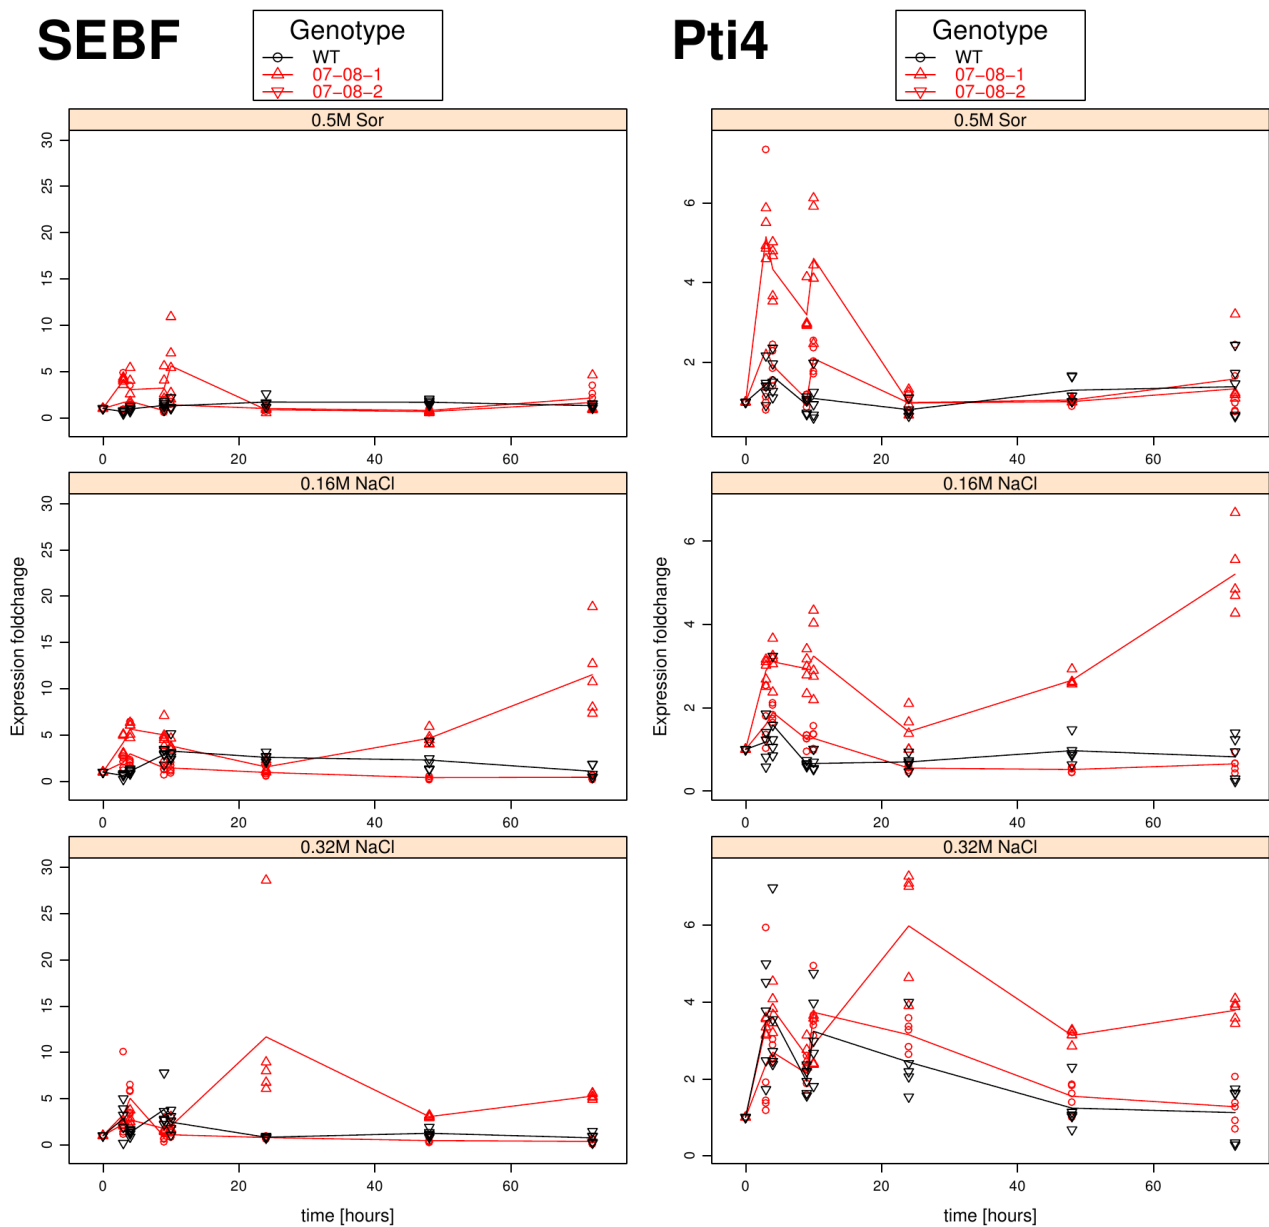 SEBF
Genotype
WT
07-08-1
07-08-2
Pti4
Genotype
WT
07-08-1
07-08-2
0.5M Sor
30
25
20
15
10
5
0
0 20 40 60
0.5M Sor
6
4
2
0 20 40 60
Expression foldchange
0.16M NaCl
30
25
20
15
10
5
0
0 20 40 60
Expression foldchange
0.16M NaCl
6
4
2
0
0 20 40 60
0.32M NaCl
30
25
20
15
10
5
0
0 20 40 60
time [hours]
0.32M NaCl
6
4
2
0
0 20 40 60
time [hours]